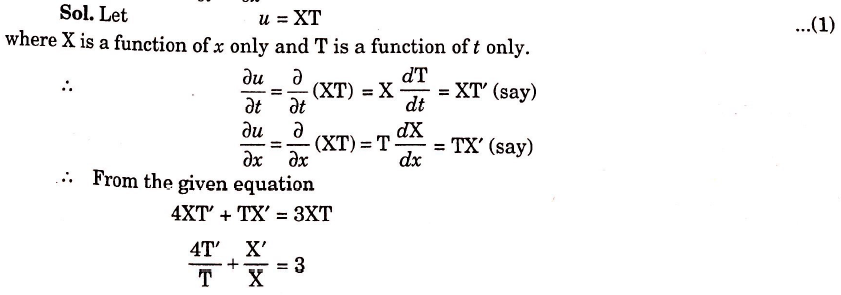 Sol. Let u = XT ...(1)
where X is a function of x only and T is a function of t only.
∴ ∂u/∂t = ∂/∂t (XT) = X dT/dt = XT′ (say)
∂u/∂x = ∂/∂x (XT) = T dX/dx = TX′ (say)
∴ From the given equation
4XT′ + TX′ = 3XT
4T′/T + X′/X = 3